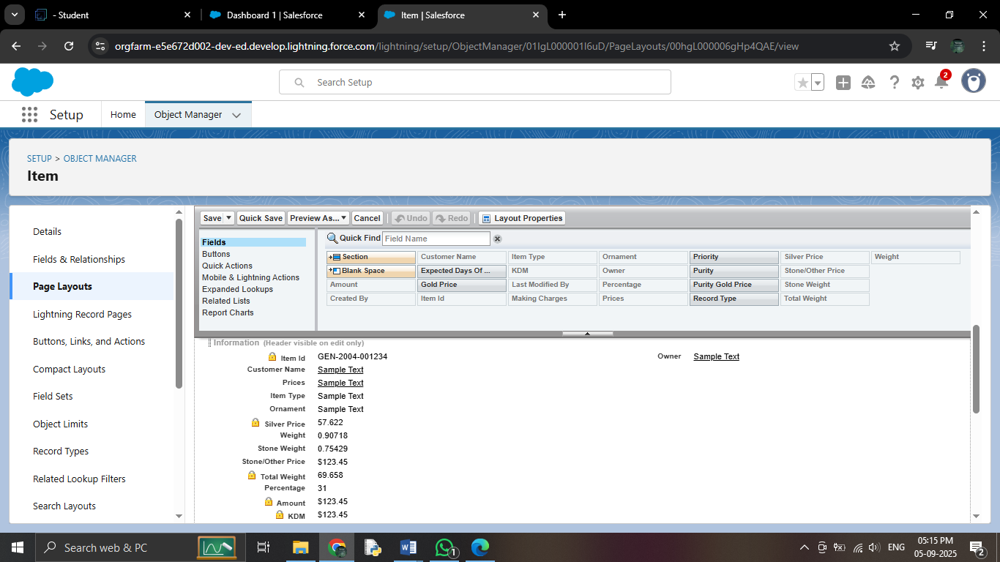 - Student
Dashboard 1 | Salesforce
Item | Salesforce
orgfarm-e5e672d002-dev-ed.develop.lightning.force.com/lightning/setup/ObjectManager/01IgL000001I6uD/PageLayouts/00hgL000006gHp4QAE/view
Search Setup
2
Setup
Home
Object Manager
SETUP > OBJECT MANAGER
Item
Details
Fields & Relationships
Page Layouts
Lightning Record Pages
Buttons, Links, and Actions
Compact Layouts
Field Sets
Object Limits
Record Types
Related Lookup Filters
Search Layouts
Save Quick Save Preview As... Cancel Undo Redo Layout Properties
Fields
Buttons
Quick Actions
Mobile & Lightning Actions
Expanded Lookups
Related Lists
Report Charts
Quick Find Field Name
Section Customer Name Item Type Ornament Priority Silver Price Weight
Blank Space Expected Days Of ... KDM Owner Purity Stone/Other Price
Amount Gold Price Last Modified By Percentage Purity Gold Price Stone Weight
Created By Item Id Making Charges Prices Record Type Total Weight
Information (Header visible on edit only)
Item Id GEN-2004-001234 Owner Sample Text
Customer Name Sample Text
Prices Sample Text
Item Type Sample Text
Ornament Sample Text
Silver Price 57.622
Weight 0.90718
Stone Weight 0.75429
Stone/Other Price $123.45
Total Weight 69.658
Percentage 31
Amount $123.45
KDM $123.45
Search web & PC
1
ENG
05:15 PM
05-09-2025
2